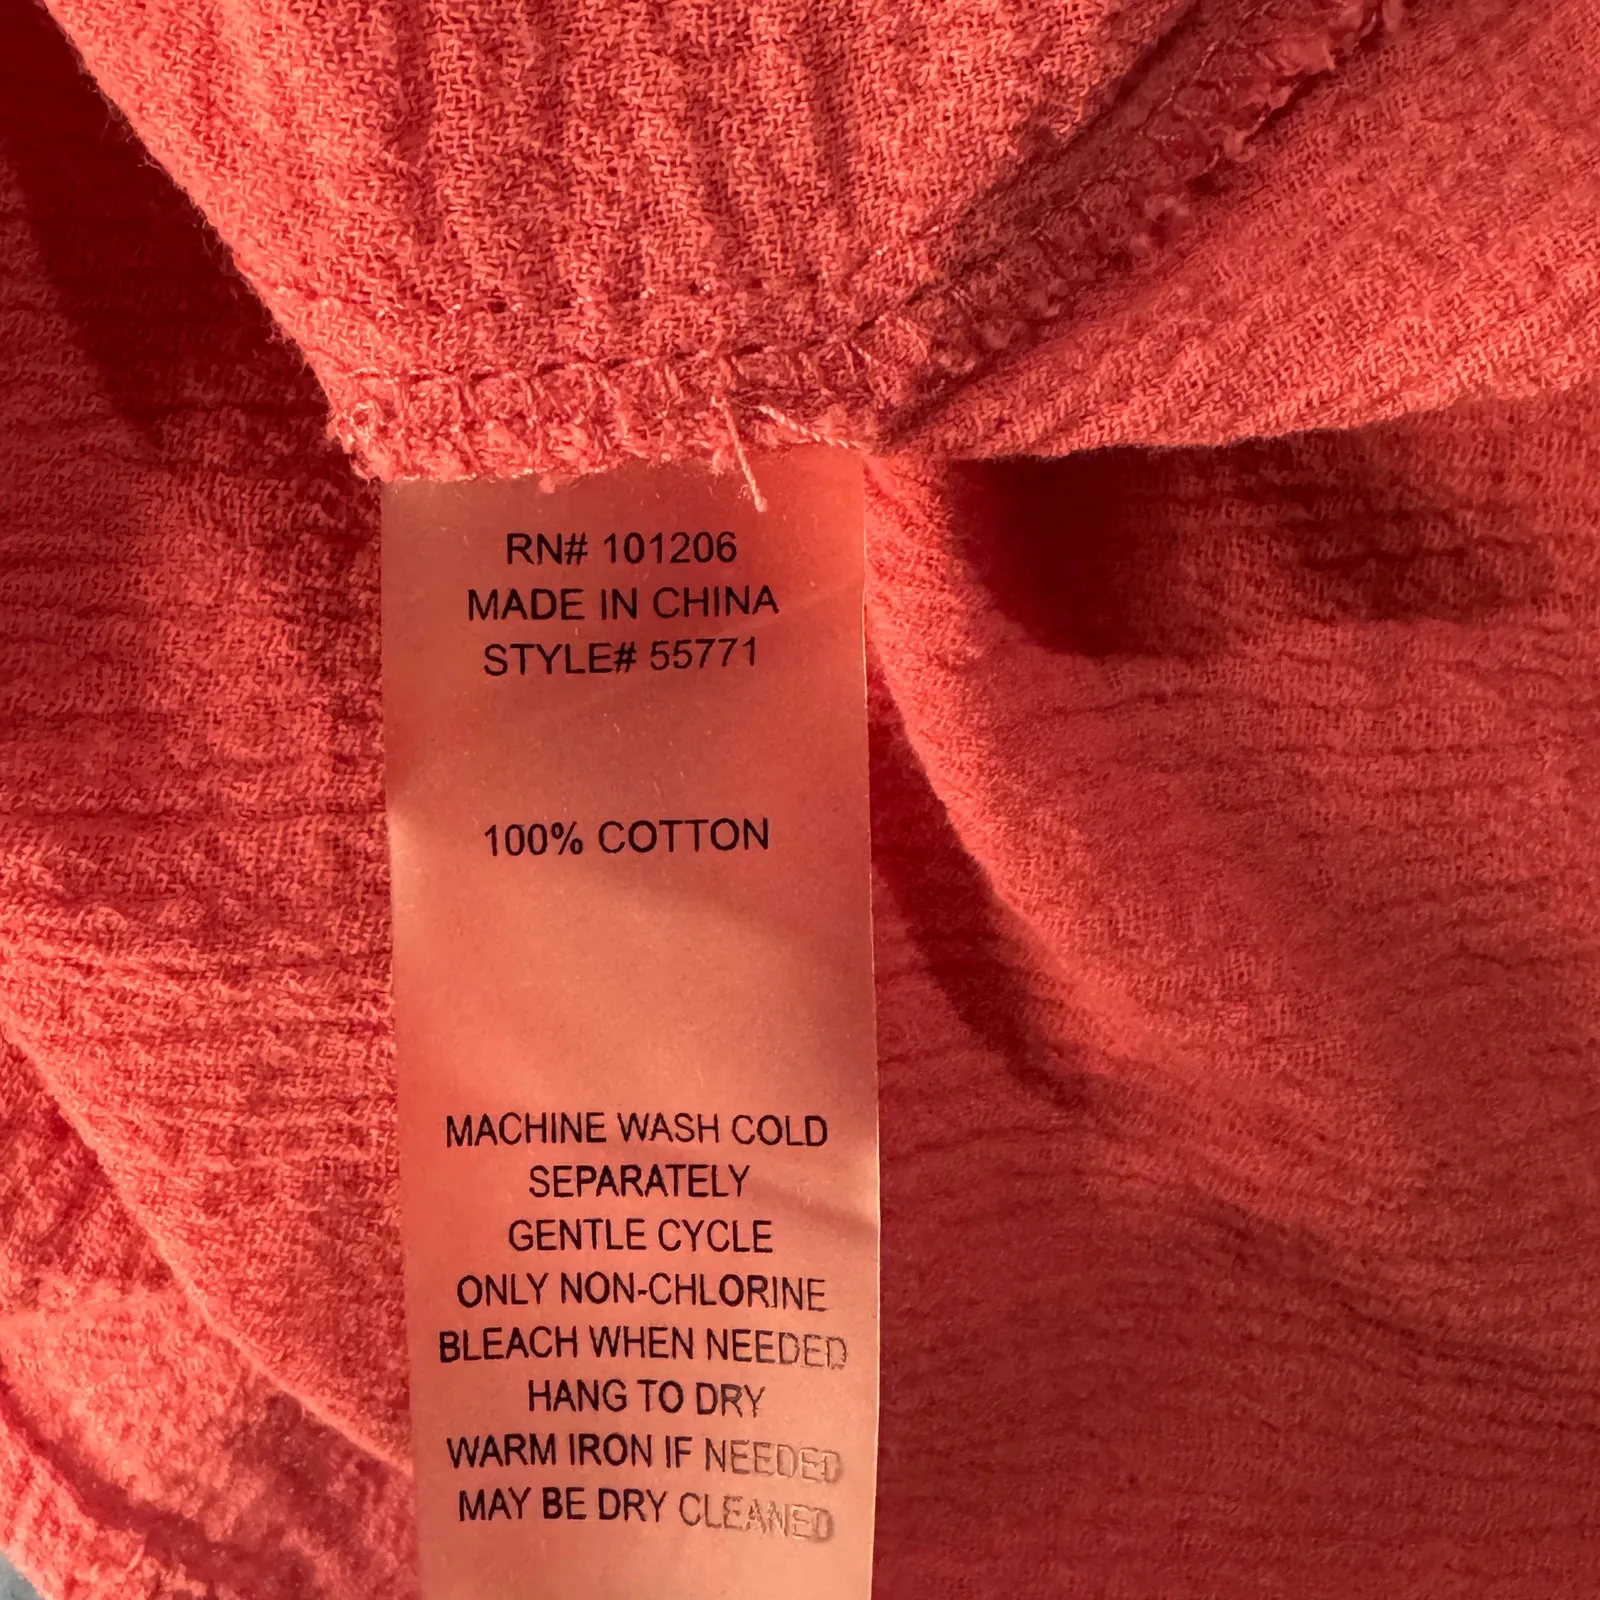 RN# 101206
MADE IN CHINA
STYLE# 55771
100% COTTON
MACHINE WASH COLD
SEPARATELY
GENTLE CYCLE
ONLY NON-CHLORINE
BLEACH WHEN NEEDED
HANG TO DRY
WARM IRON IF NEEDED
MAY BE DRY CLEANED